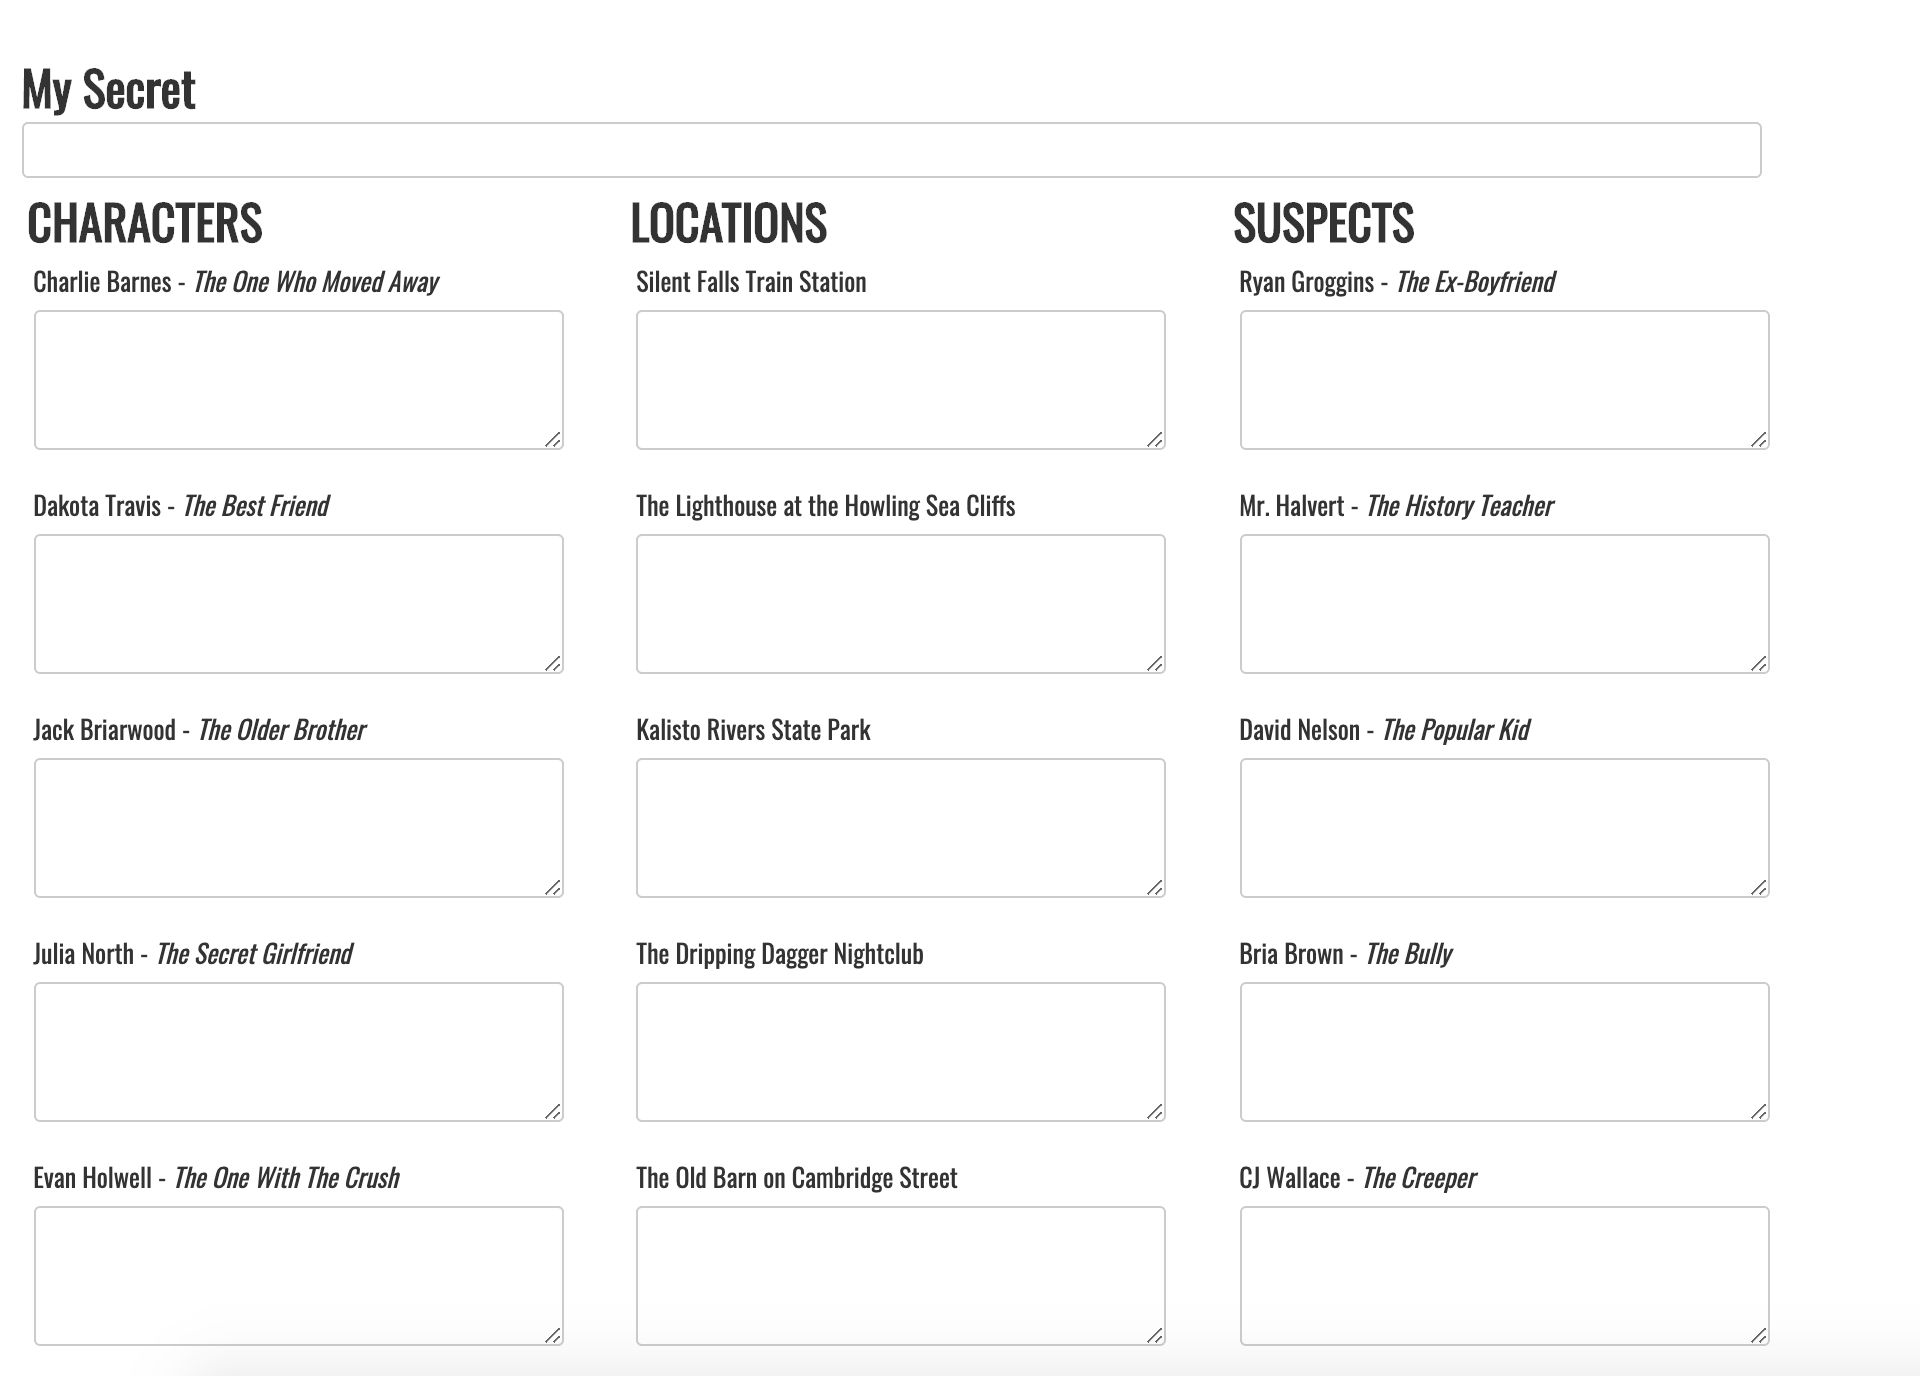 My Secret
CHARACTERS
LOCATIONS
SUSPECTS
Charlie Barnes - The One Who Moved Away
Silent Falls Train Station
Ryan Groggins - The Ex-Boyfriend
Dakota Travis - The Best Friend
The Lighthouse at the Howling Sea Cliffs
Mr. Halvert - The History Teacher
Jack Briarwood - The Older Brother
Kalisto Rivers State Park
David Nelson - The Popular Kid
Julia North - The Secret Girlfriend
The Dripping Dagger Nightclub
Bria Brown - The Bully
Evan Holwell - The One With The Crush
The Old Barn on Cambridge Street
CJ Wallace - The Creeper